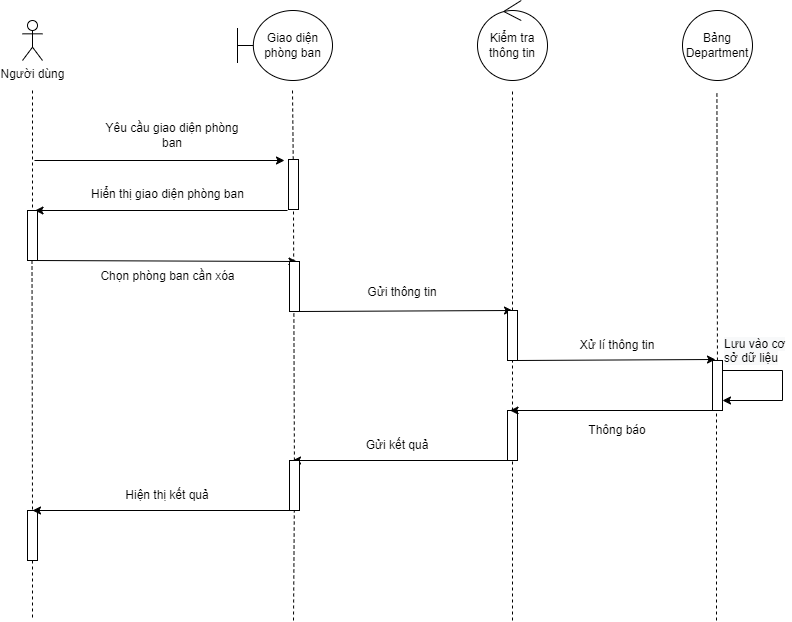 Người dùng
Giao diện
phòng ban
Kiểm tra
thông tin
Bảng
Department
Yêu cầu giao diện phòng
ban
Hiển thị giao diện phòng ban
Chọn phòng ban cần xóa
Gửi thông tin
Xử lí thông tin
Lưu vào cơ
sở dữ liệu
Thông báo
Gửi kết quả
Hiện thị kết quả